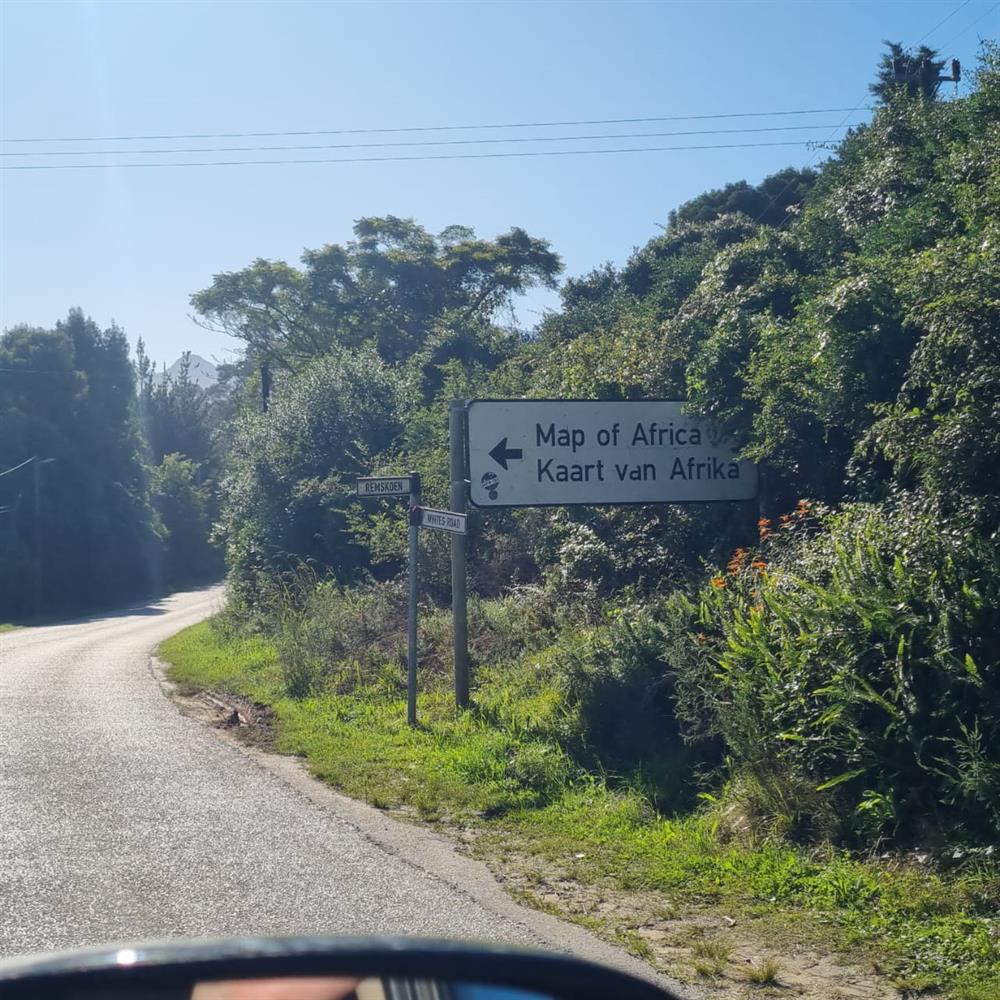 Map of Africa
Kaart van Afrika
REMSKOEN
WHITES-ROAD